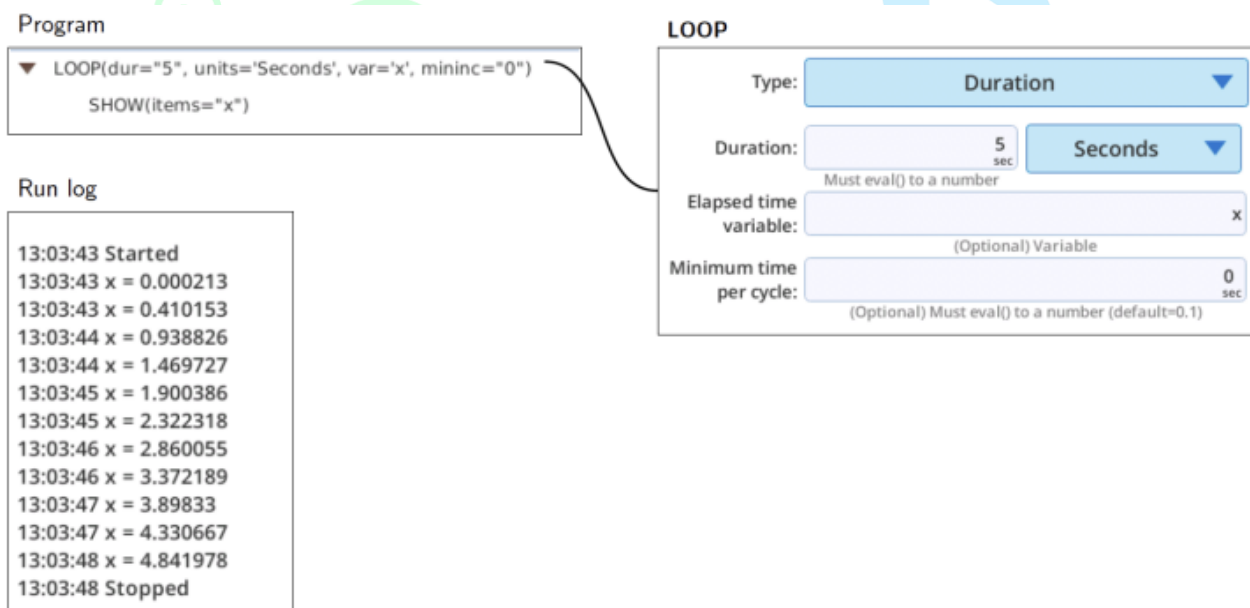 Program
LOOP(dur="5", units='Seconds', var='x', mininc="0")
SHOW(items="x")
Run log
13:03:43 Started
13:03:43 x = 0.000213
13:03:43 x = 0.410153
13:03:44 x = 0.938826
13:03:44 x = 1.469727
13:03:45 x = 1.900386
13:03:45 x = 2.322318
13:03:46 x = 2.860055
13:03:46 x = 3.372189
13:03:47 x = 3.89833
13:03:47 x = 4.330667
13:03:48 x = 4.841978
13:03:48 Stopped
LOOP
Type: Duration
Duration: 5 sec Seconds
Must eval() to a number
Elapsed time
variable: x
(Optional) Variable
Minimum time
per cycle: 0 sec
(Optional) Must eval() to a number (default=0.1)